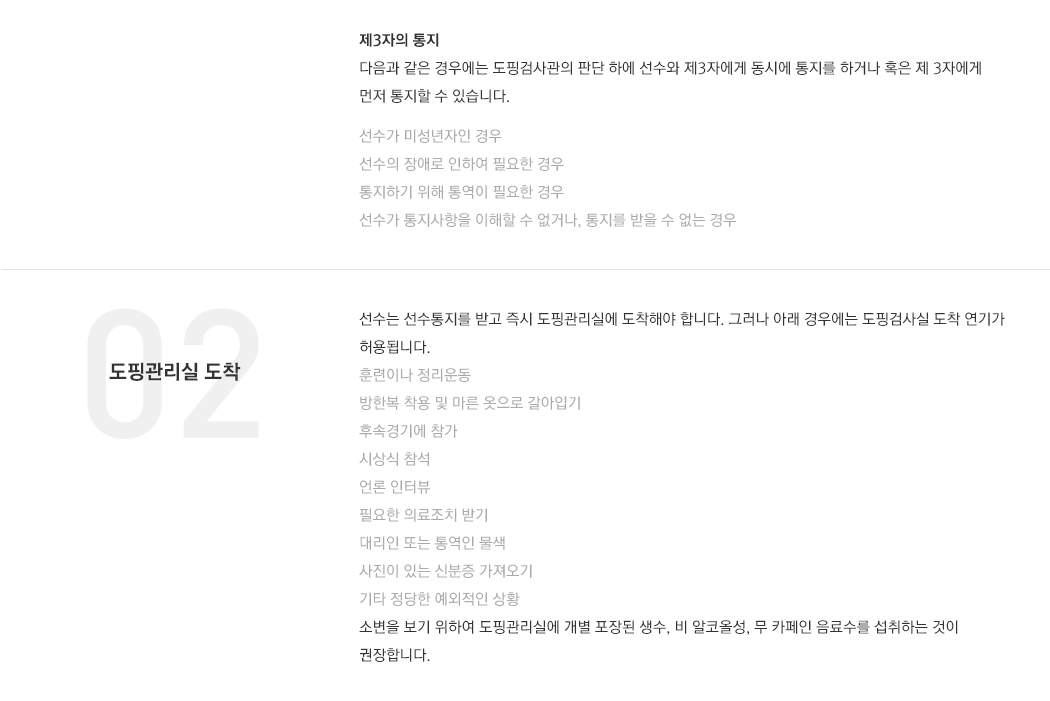 제3자의 통지
다음과 같은 경우에는 도핑검사관의 판단 하에 선수와 제3자에게 동시에 통지를 하거나 혹은 제 3자에게
먼저 통지할 수 있습니다.
선수가 미성년자인 경우
선수의 장애로 인하여 필요한 경우
통지하기 위해 통역이 필요한 경우
선수가 통지사항을 이해할 수 없거나, 통지를 받을 수 없는 경우
02
도핑관리실 도착
선수는 선수통지를 받고 즉시 도핑관리실에 도착해야 합니다. 그러나 아래 경우에는 도핑검사실 도착 연기가
허용됩니다.
훈련이나 정리운동
방한복 착용 및 마른 옷으로 갈아입기
후속경기에 참가
시상식 참석
언론 인터뷰
필요한 의료조치 받기
대리인 또는 통역인 물색
사진이 있는 신분증 가져오기
기타 정당한 예외적인 상황
소변을 보기 위하여 도핑관리실에 개별 포장된 생수, 비 알코올성, 무 카페인 음료수를 섭취하는 것이
권장합니다.